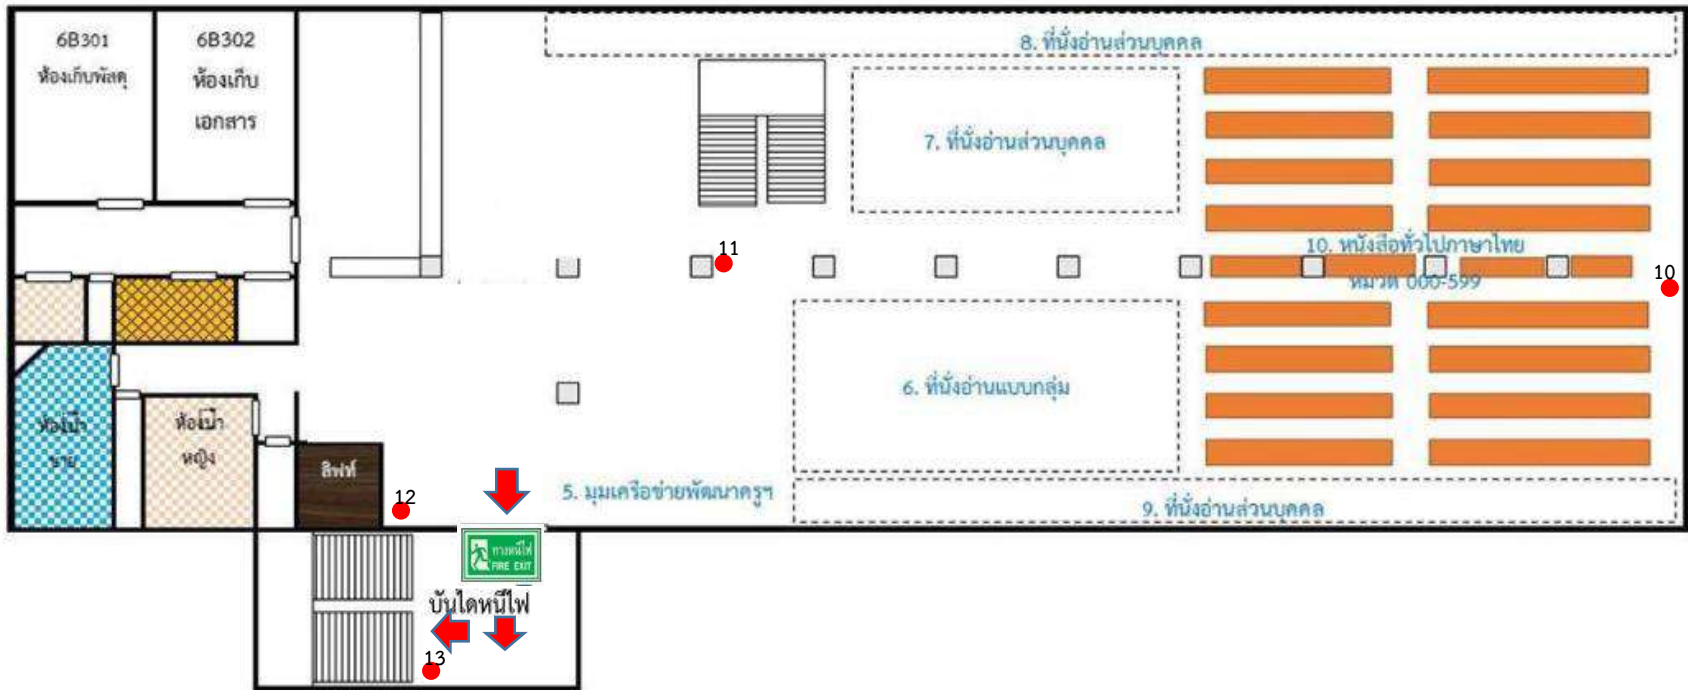 6B301
ห้องเก็บพัสดุ
6B302
ห้องเก็บ
เอกสาร
8. ที่นั่งอ่านส่วนบุคคล
7. ที่นั่งอ่านส่วนบุคคล
11
10. หนังสือทั่วไปภาษาไทย
หมวด 000-599
10
6. ที่นั่งอ่านแบบกลุ่ม
ห้องน้ำ
ชาย
ห้องน้ำ
หญิง
ลิฟท์
12
5. มุมเครือข่ายพัฒนาครูฯ
9. ที่นั่งอ่านส่วนบุคคล
ทางหนีไฟ
FIRE EXIT
บันไดหนีไฟ
13